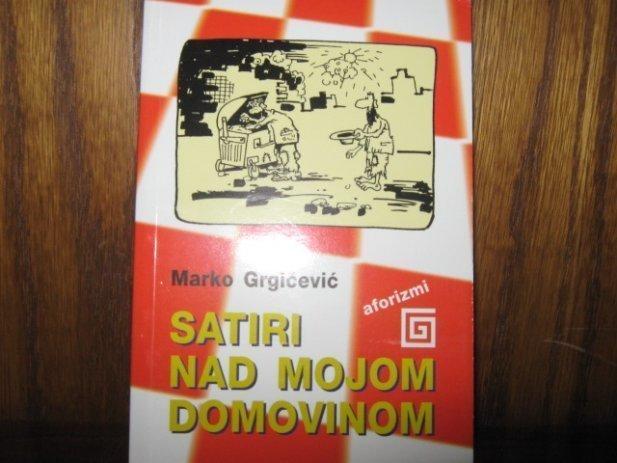 Marko Grgićević
aforizmi
SATIRI
NAD MOJOM
DOMOVINOM